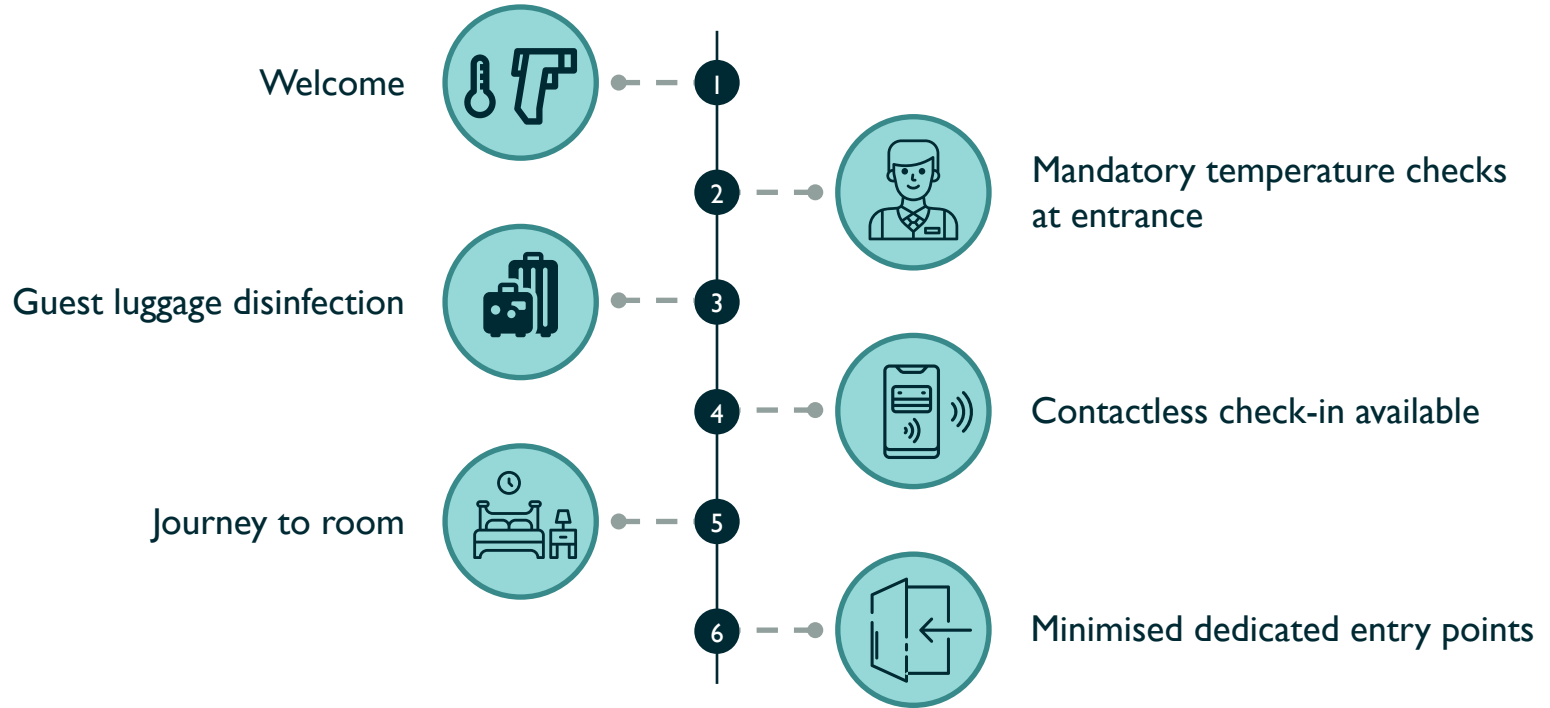 Welcome
1
2
Mandatory temperature checks
at entrance
Guest luggage disinfection
3
4
Contactless check-in available
Journey to room
5
6
Minimised dedicated entry points